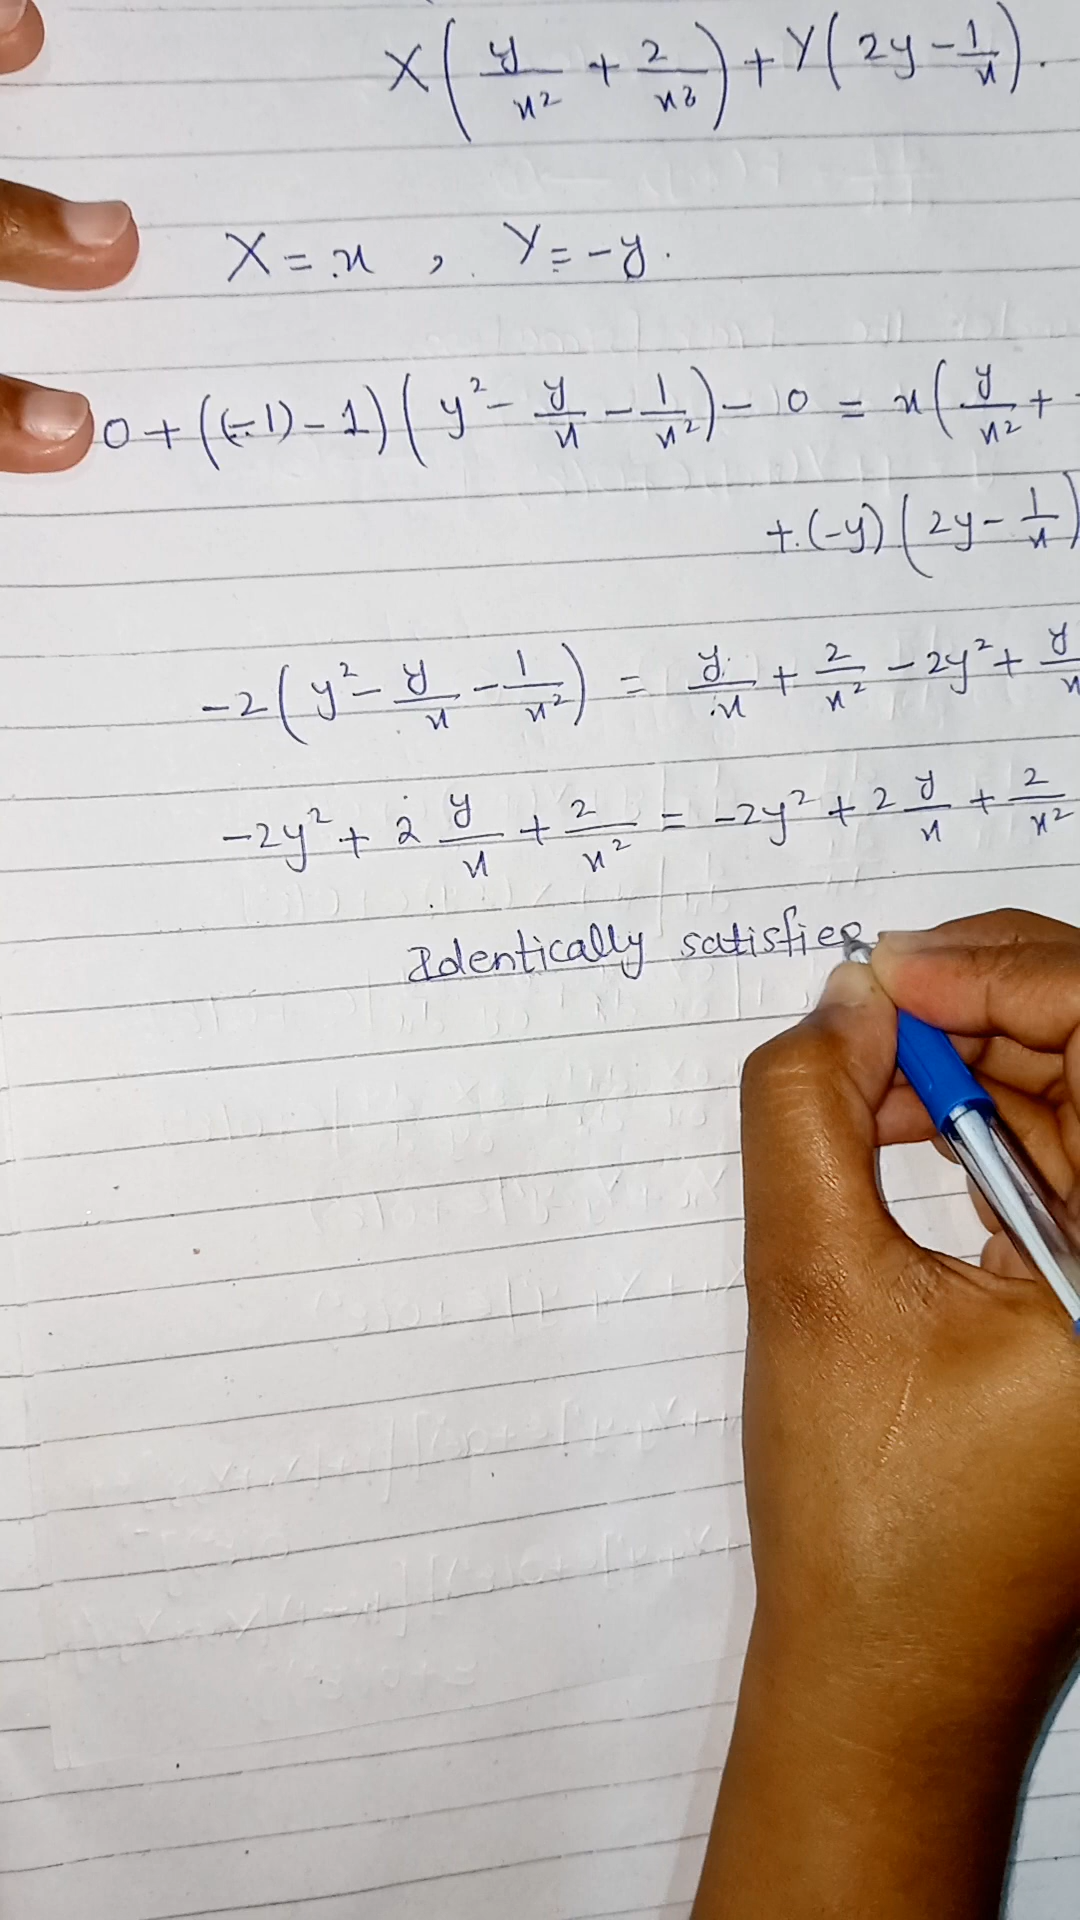 X(y/x² + 2/x³) + Y(2y - 1/x).
X = x , Y = -y.
0 + ((-1) - 1)(y² - y/x - 1/x²) - 0 = x(y/x² +
+ (-y)(2y - 1/x)
-2(y² - y/x - 1/x²) = y/x + 2/x² - 2y² + y/x
-2y² + 2 y/x + 2/x² = -2y² + 2 y/x + 2/x²
Identically satisfies